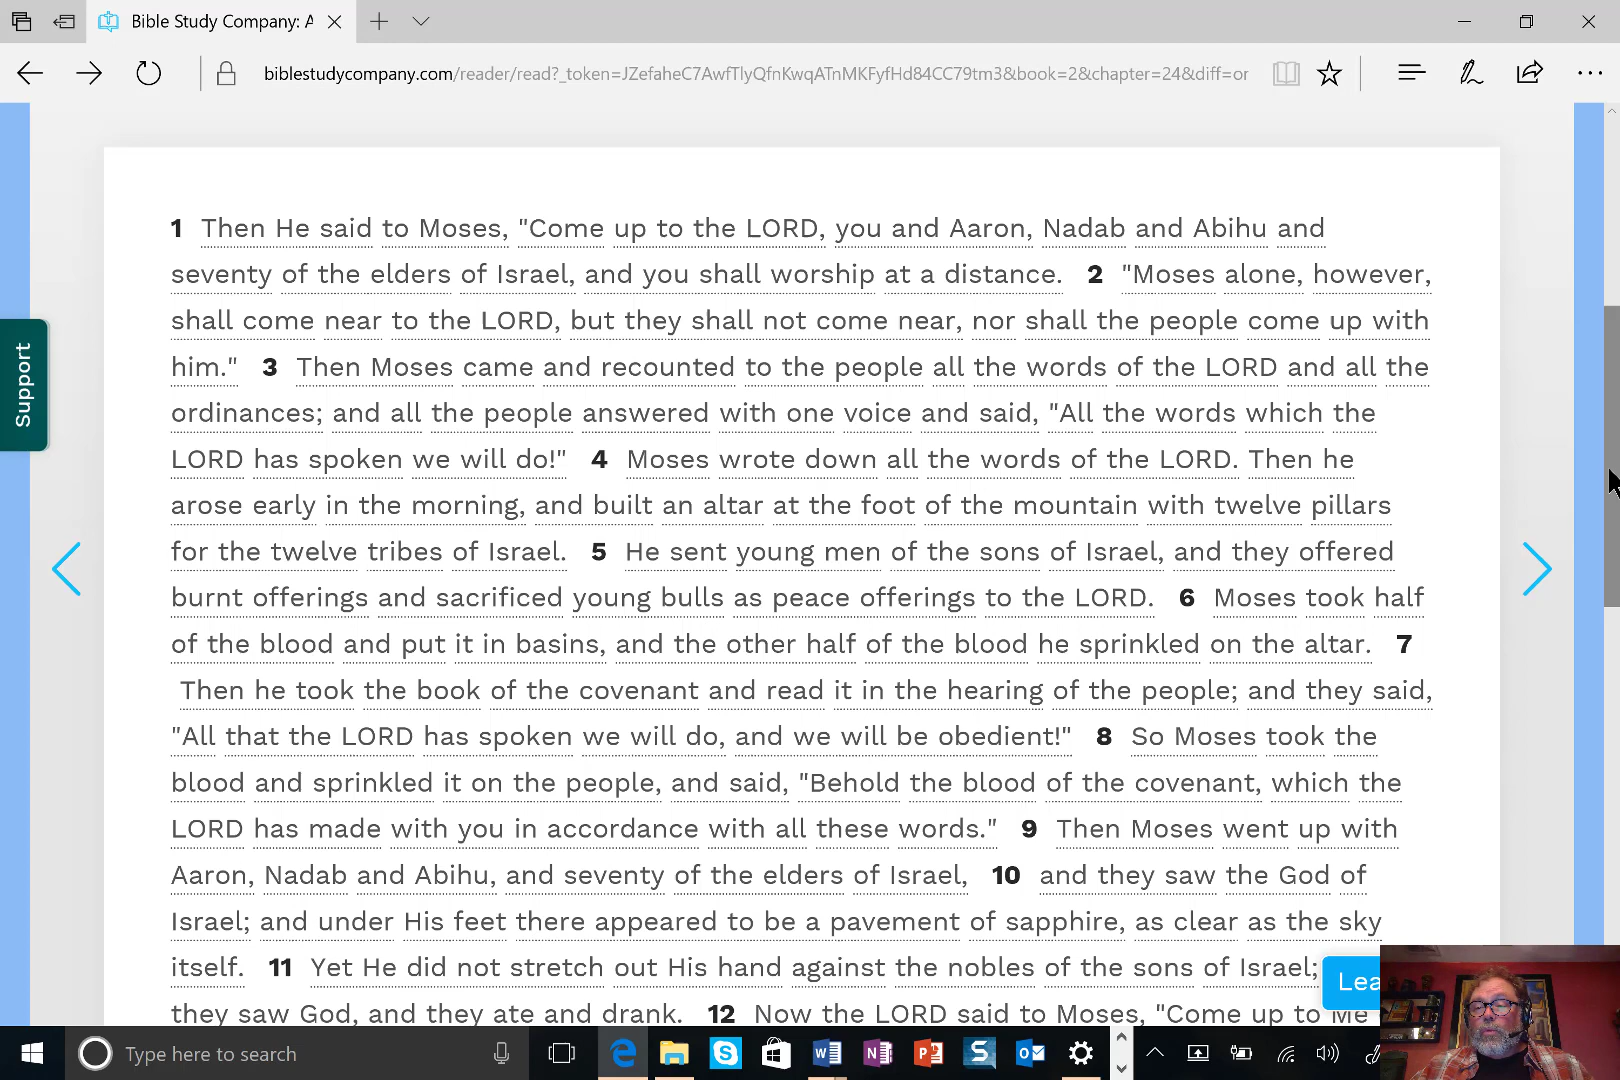 Bible Study Company: A
biblestudycompany.com/reader/read?_token=JZefaheC7AwfTlyQfnKwqATnMKFyfHd84CC79tm3&book=2&chapter=24&diff=or
1 Then He said to Moses, "Come up to the LORD, you and Aaron, Nadab and Abihu and
seventy of the elders of Israel, and you shall worship at a distance. 2 "Moses alone, however,
shall come near to the LORD, but they shall not come near, nor shall the people come up with
him." 3 Then Moses came and recounted to the people all the words of the LORD and all the
ordinances; and all the people answered with one voice and said, "All the words which the
LORD has spoken we will do!" 4 Moses wrote down all the words of the LORD. Then he
arose early in the morning, and built an altar at the foot of the mountain with twelve pillars
for the twelve tribes of Israel. 5 He sent young men of the sons of Israel, and they offered
burnt offerings and sacrificed young bulls as peace offerings to the LORD. 6 Moses took half
of the blood and put it in basins, and the other half of the blood he sprinkled on the altar. 7
Then he took the book of the covenant and read it in the hearing of the people; and they said,
"All that the LORD has spoken we will do, and we will be obedient!" 8 So Moses took the
blood and sprinkled it on the people, and said, "Behold the blood of the covenant, which the
LORD has made with you in accordance with all these words." 9 Then Moses went up with
Aaron, Nadab and Abihu, and seventy of the elders of Israel, 10 and they saw the God of
Israel; and under His feet there appeared to be a pavement of sapphire, as clear as the sky
itself. 11 Yet He did not stretch out His hand against the nobles of the sons of Israel;
they saw God, and they ate and drank. 12 Now the LORD said to Moses, "Come up to Me
Support
Lea
Type here to search